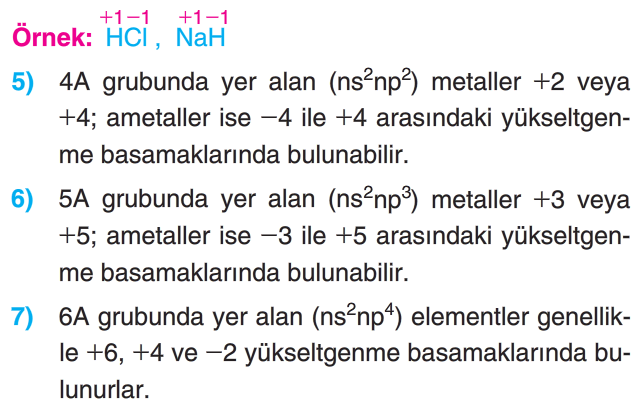 +1−1 +1−1
Örnek: HCl , NaH
5) 4A grubunda yer alan (ns²np²) metaller +2 veya
+4; ametaller ise −4 ile +4 arasındaki yükseltgen-
me basamaklarında bulunabilir.
6) 5A grubunda yer alan (ns²np³) metaller +3 veya
+5; ametaller ise −3 ile +5 arasındaki yükseltgen-
me basamaklarında bulunabilir.
7) 6A grubunda yer alan (ns²np⁴) elementler genellik-
le +6, +4 ve −2 yükseltgenme basamaklarında bu-
lunurlar.